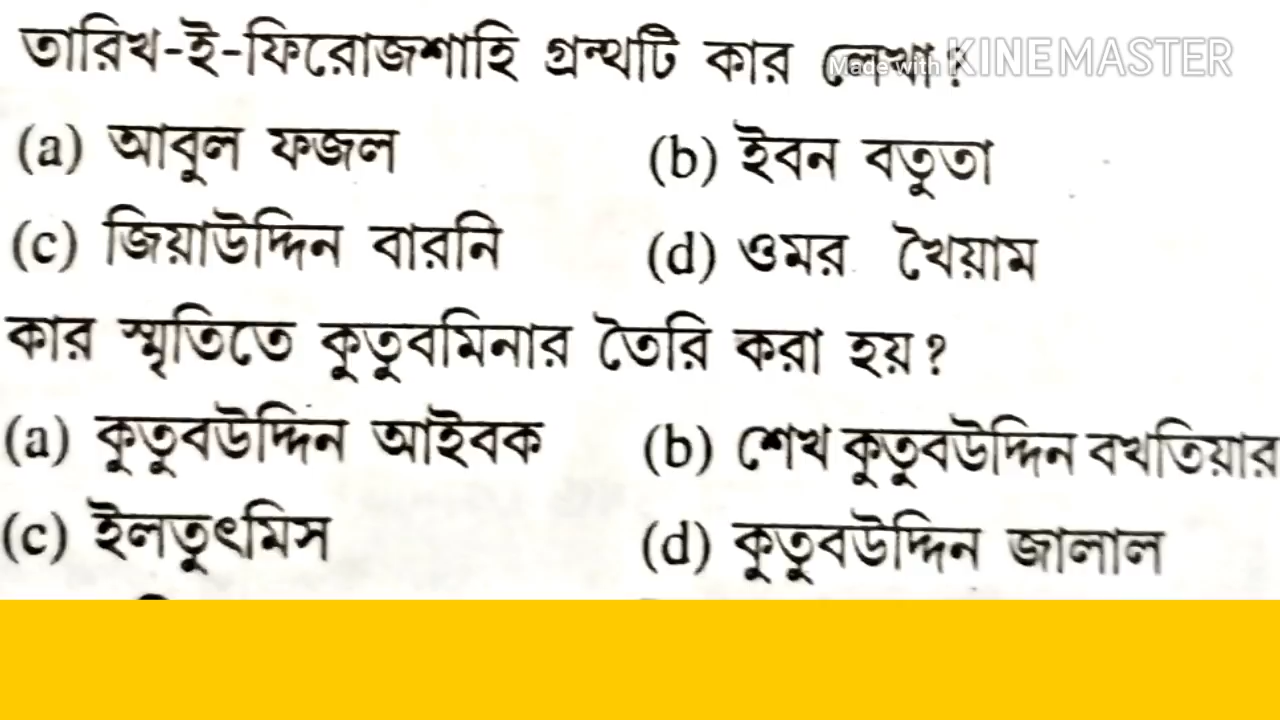 তারিখ-ই-ফিরোজশাহি গ্রন্থটি কার লেখা? Made with KINEMASTER
(a) আবুল ফজল (b) ইবন বতুতা
(c) জিয়াউদ্দিন বারনি (d) ওমর খৈয়াম
কার স্মৃতিতে কুতুবমিনার তৈরি করা হয়?
(a) কুতুবউদ্দিন আইবক (b) শেখ কুতুবউদ্দিন বখতিয়ার
(c) ইলতুৎমিস (d) কুতুবউদ্দিন জালাল